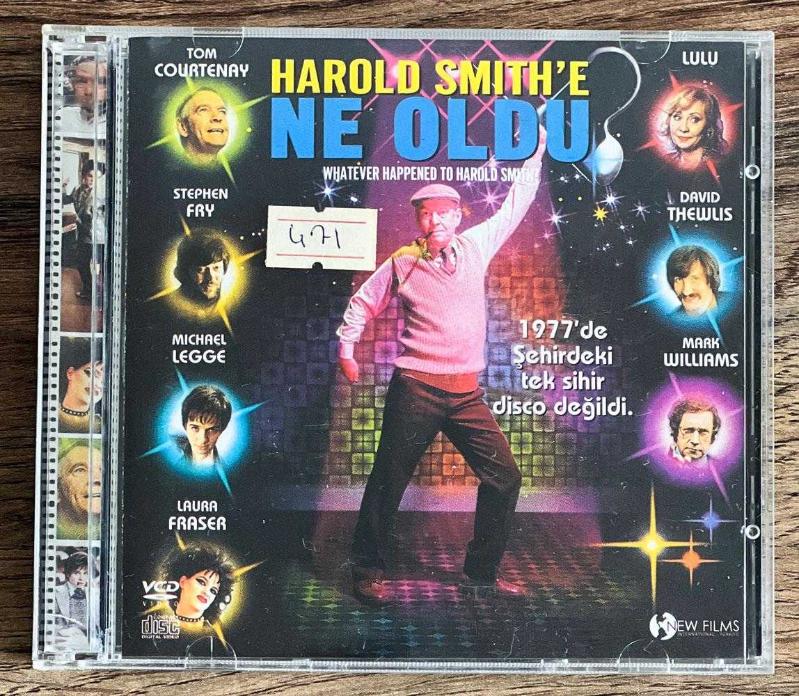 TOM
COURTENAY
HAROLD SMITH'E
NE OLDU
WHATEVER HAPPENED TO HAROLD SMITH?
LULU
STEPHEN
FRY
471
DAVID
THEWLIS
MICHAEL
LEGGE
1977'de
Şehirdeki
tek sihir
disco değildi.
MARK
WILLIAMS
LAURA
FRASER
VCD
disc
DIGITAL VIDEO
NEW FILMS
INTERNATIONAL